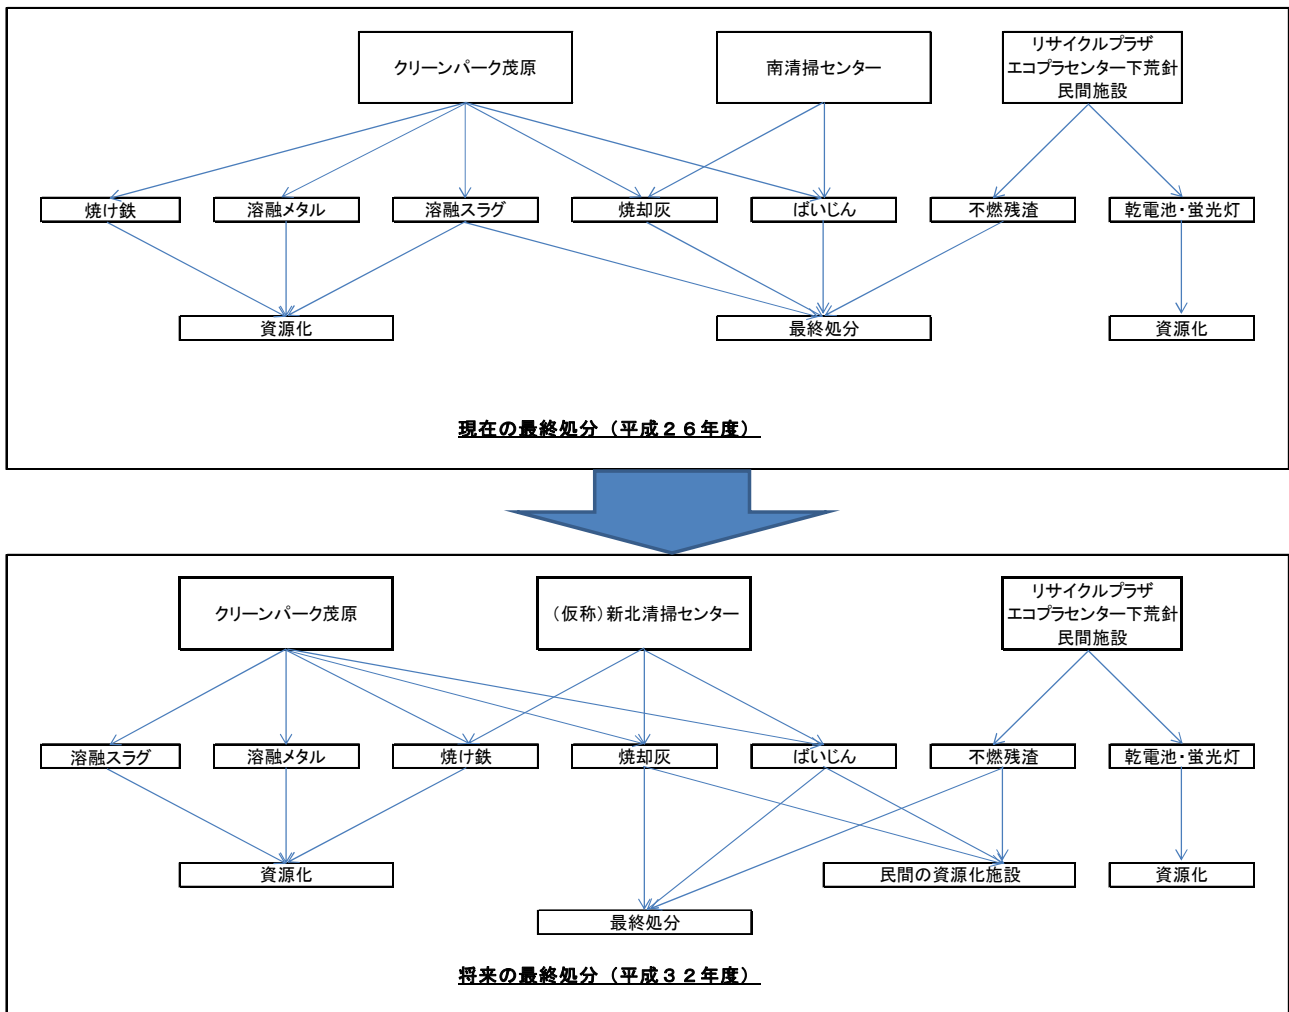 クリーンパーク茂原
南清掃センター
リサイクルプラザ
エコプラセンター下荒針
民間施設
焼け鉄
溶融メタル
溶融スラグ
焼却灰
ばいじん
不燃残渣
乾電池・蛍光灯
資源化
最終処分
資源化
現在の最終処分（平成２６年度）
クリーンパーク茂原
（仮称）新北清掃センター
リサイクルプラザ
エコプラセンター下荒針
民間施設
溶融スラグ
溶融メタル
焼け鉄
焼却灰
ばいじん
不燃残渣
乾電池・蛍光灯
資源化
民間の資源化施設
資源化
最終処分
将来の最終処分（平成３２年度）